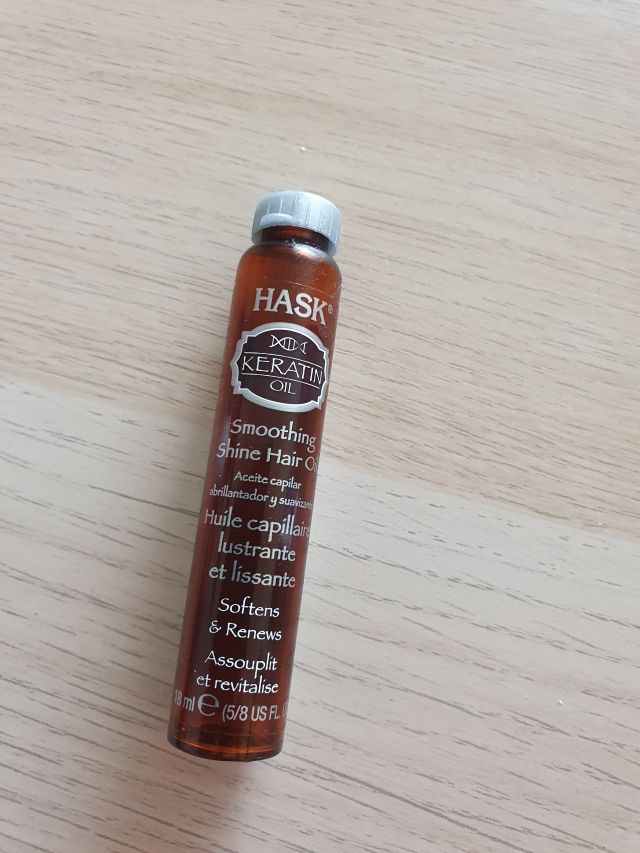 HASK®
KERATIN
OIL
Smoothing
Shine Hair
Aceite capilar
abrillantador y
Huile capillaire
lustrante
et lissante
Softens
& Renews
Assouplit
et revitalise
18 ml e (5/8 US FL.